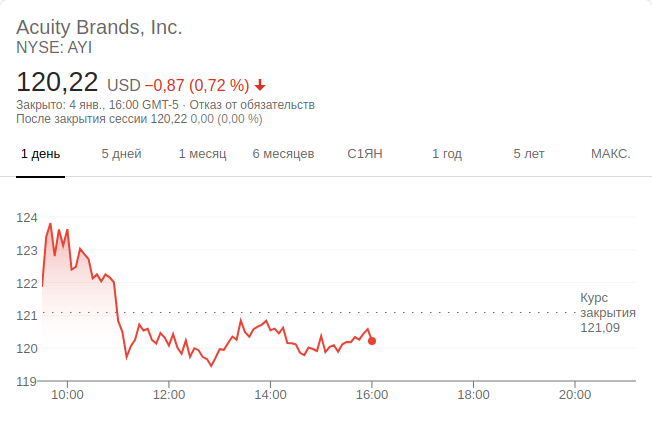 Acuity Brands, Inc.
NYSE: AYI
120,22 USD −0,87 (0,72 %)
Закрыто: 4 янв., 16:00 GMT-5 · Отказ от обязательств
После закрытия сессии 120,22 0,00 (0,00 %)
1 день 5 дней 1 месяц 6 месяцев С1ЯН 1 год 5 лет МАКС.
124
123
122
121
120
119
Курс
закрытия
121,09
10:00 12:00 14:00 16:00 18:00 20:00